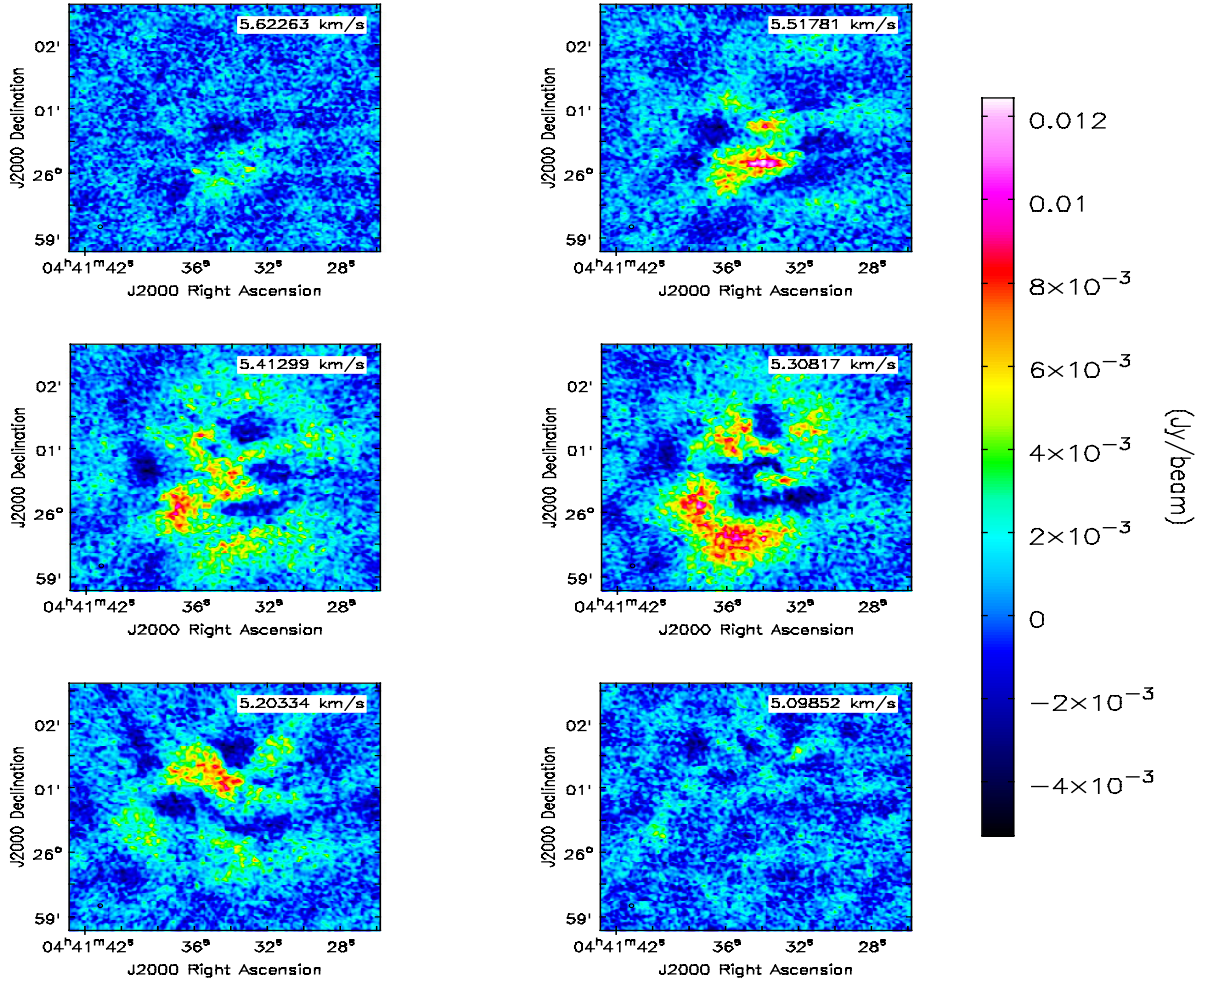 5.62263 km/s
02'
01'
26°
59'
J2000 Declination
04ʰ41ᵐ42ˢ 36ˢ 32ˢ 28ˢ
J2000 Right Ascension
5.51781 km/s
02'
01'
26°
59'
J2000 Declination
04ʰ41ᵐ42ˢ 36ˢ 32ˢ 28ˢ
J2000 Right Ascension
5.41299 km/s
02'
01'
26°
59'
J2000 Declination
04ʰ41ᵐ42ˢ 36ˢ 32ˢ 28ˢ
J2000 Right Ascension
5.30817 km/s
02'
01'
26°
59'
J2000 Declination
04ʰ41ᵐ42ˢ 36ˢ 32ˢ 28ˢ
J2000 Right Ascension
5.20334 km/s
02'
01'
26°
59'
J2000 Declination
04ʰ41ᵐ42ˢ 36ˢ 32ˢ 28ˢ
J2000 Right Ascension
5.09852 km/s
02'
01'
26°
59'
J2000 Declination
04ʰ41ᵐ42ˢ 36ˢ 32ˢ 28ˢ
J2000 Right Ascension
0.012
0.01
8×10⁻³
6×10⁻³
4×10⁻³
2×10⁻³
0
−2×10⁻³
−4×10⁻³
(Jy/beam)